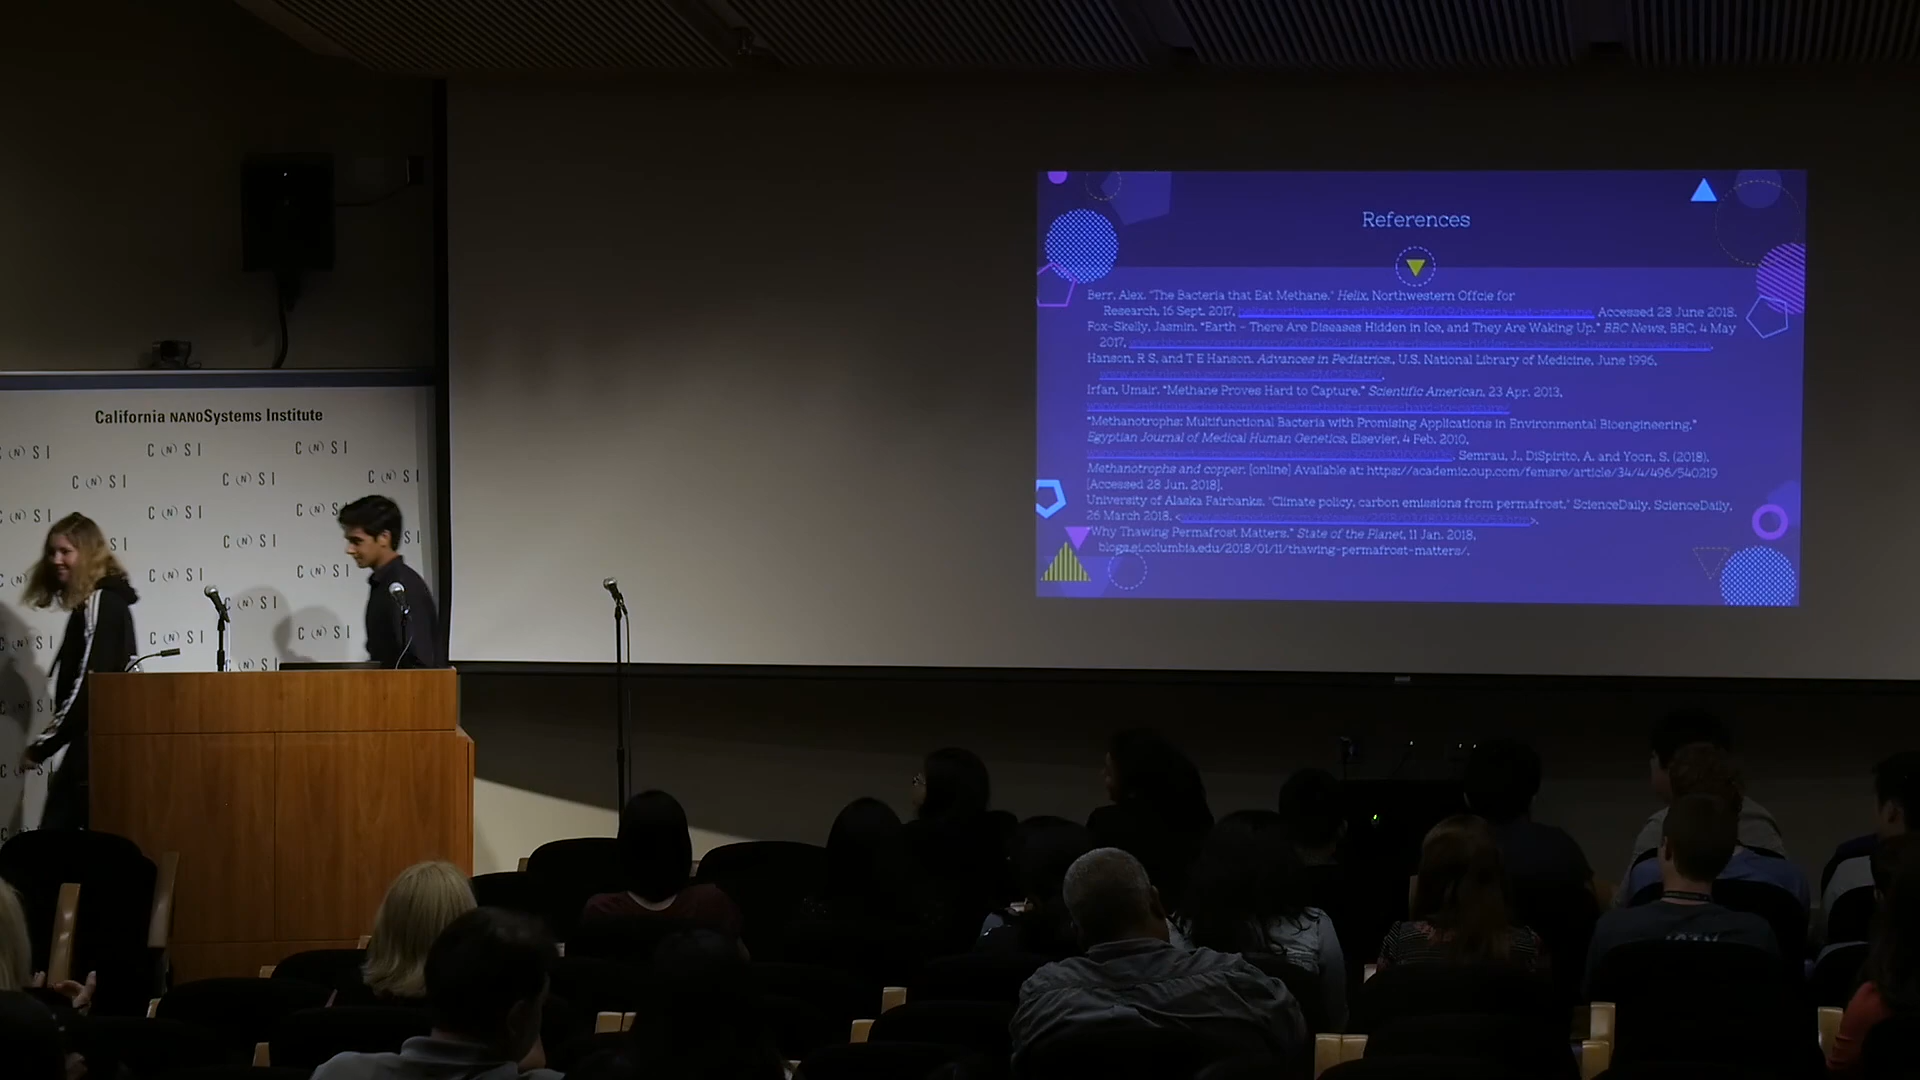 California NANOSystems Institute
C N S I
References
Berr, Alex. "The Bacteria that Eat Methane." Helix, Northwestern Offcie for
Research, 16 Sept. 2017, Accessed 28 June 2018.
Fox-Skelly, Jasmin. "Earth - There Are Diseases Hidden in Ice, and They Are Waking Up." BBC News, BBC, 4 May
2017,
Hanson, R S, and T E Hanson. Advances in Pediatrics., U.S. National Library of Medicine, June 1996,
Irfan, Umair. "Methane Proves Hard to Capture." Scientific American, 23 Apr. 2013,
"Methanotrophs: Multifunctional Bacteria with Promising Applications in Environmental Bioengineering."
Egyptian Journal of Medical Human Genetics, Elsevier, 4 Feb. 2010,
Semrau, J., DiSpirito, A. and Yoon, S. (2018).
Methanotrophs and copper. [online] Available at: https://academic.oup.com/femsre/article/34/4/496/540219
[Accessed 28 Jun. 2018].
University of Alaska Fairbanks. "Climate policy, carbon emissions from permafrost." ScienceDaily. ScienceDaily,
26 March 2018.
"Why Thawing Permafrost Matters." State of the Planet, 11 Jan. 2018,
blogs.ei.columbia.edu/2018/01/11/thawing-permafrost-matters/.